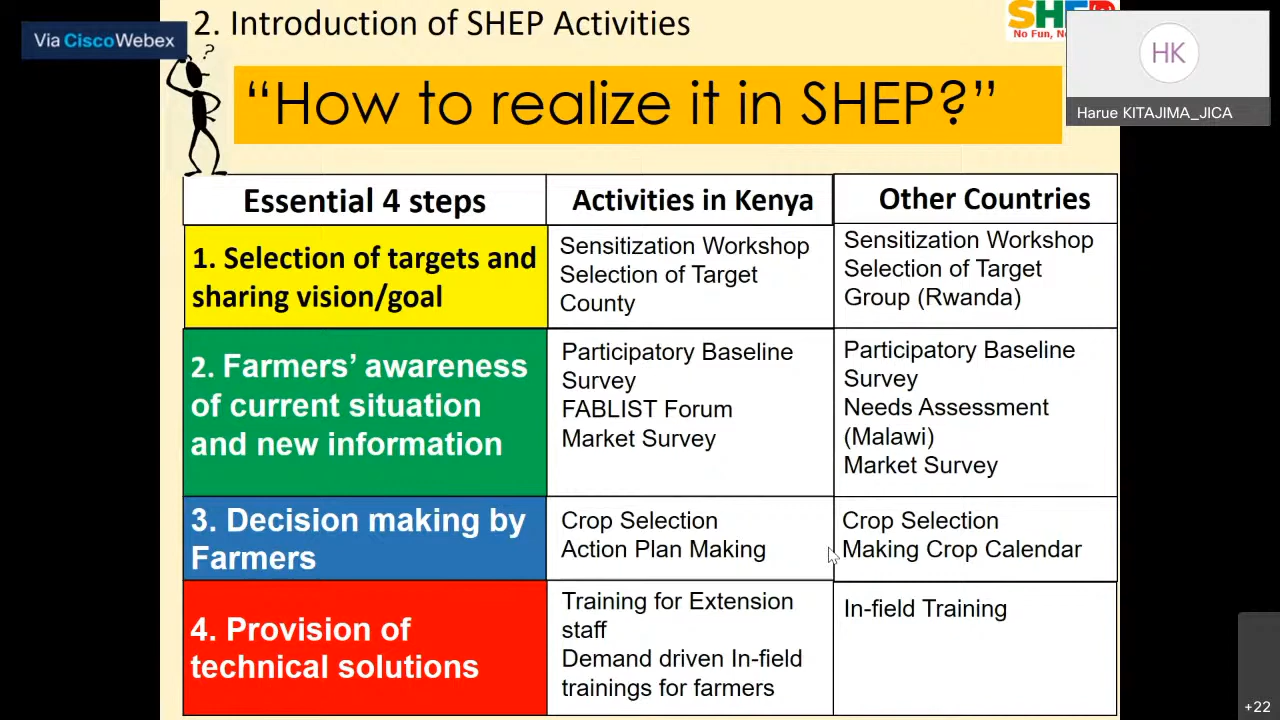 2. Introduction of SHEP Activities
Via Cisco Webex
?
No Fun,
HK
Harue KITAJIMA_JICA
“How to realize it in SHEP?”
Essential 4 steps
Activities in Kenya
Other Countries
1. Selection of targets and
sharing vision/goal
Sensitization Workshop
Selection of Target
County
Sensitization Workshop
Selection of Target
Group (Rwanda)
2. Farmers’ awareness
of current situation
and new information
Participatory Baseline
Survey
FABLIST Forum
Market Survey
Participatory Baseline
Survey
Needs Assessment
(Malawi)
Market Survey
3. Decision making by
Farmers
Crop Selection
Action Plan Making
Crop Selection
Making Crop Calendar
4. Provision of
technical solutions
Training for Extension
staff
Demand driven In-field
trainings for farmers
In-field Training
+22